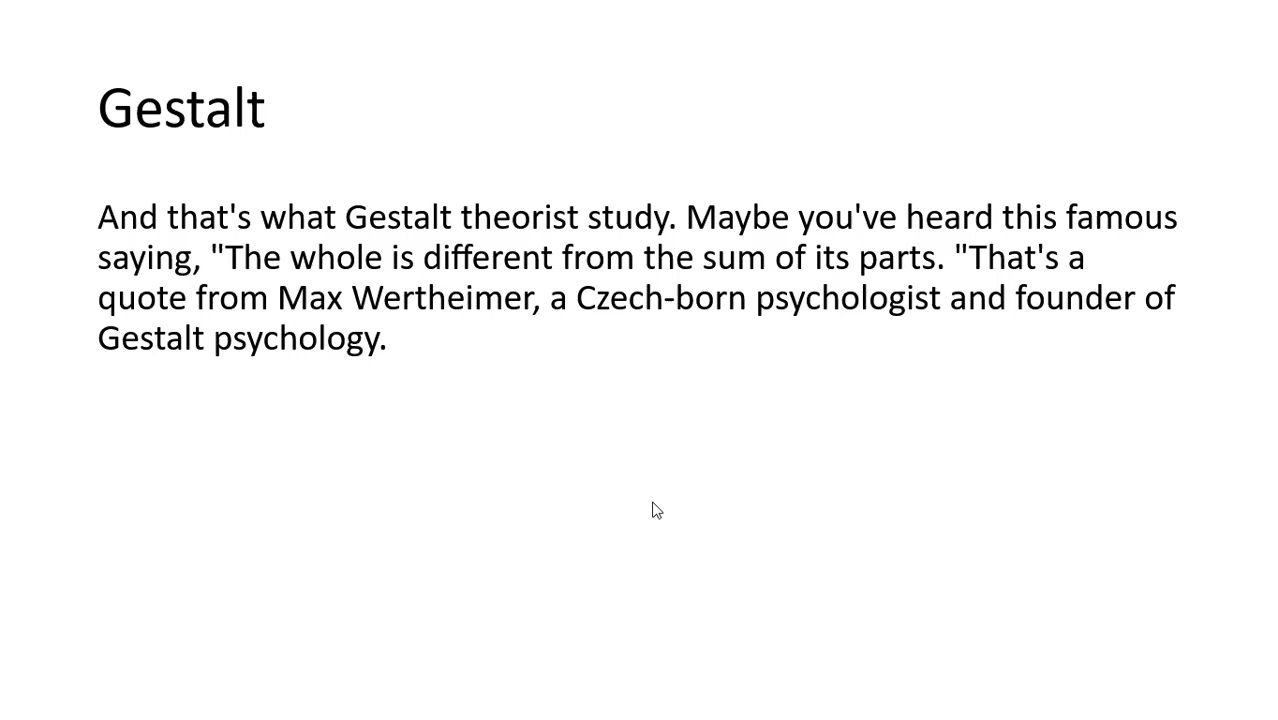 Gestalt
And that's what Gestalt theorist study. Maybe you've heard this famous
saying, "The whole is different from the sum of its parts. "That's a
quote from Max Wertheimer, a Czech-born psychologist and founder of
Gestalt psychology.